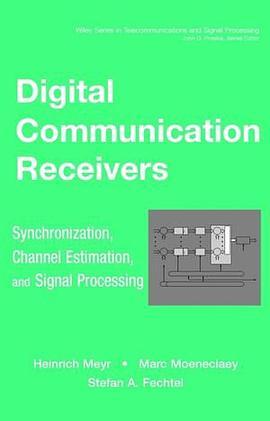 Wiley Series in Telecommunications and Signal Processing
John G. Proakis, Series Editor
Digital
Communication
Receivers
Synchronization,
Channel Estimation,
and Signal Processing
Heinrich Meyr • Marc Moeneclaey
Stefan A. Fechtel